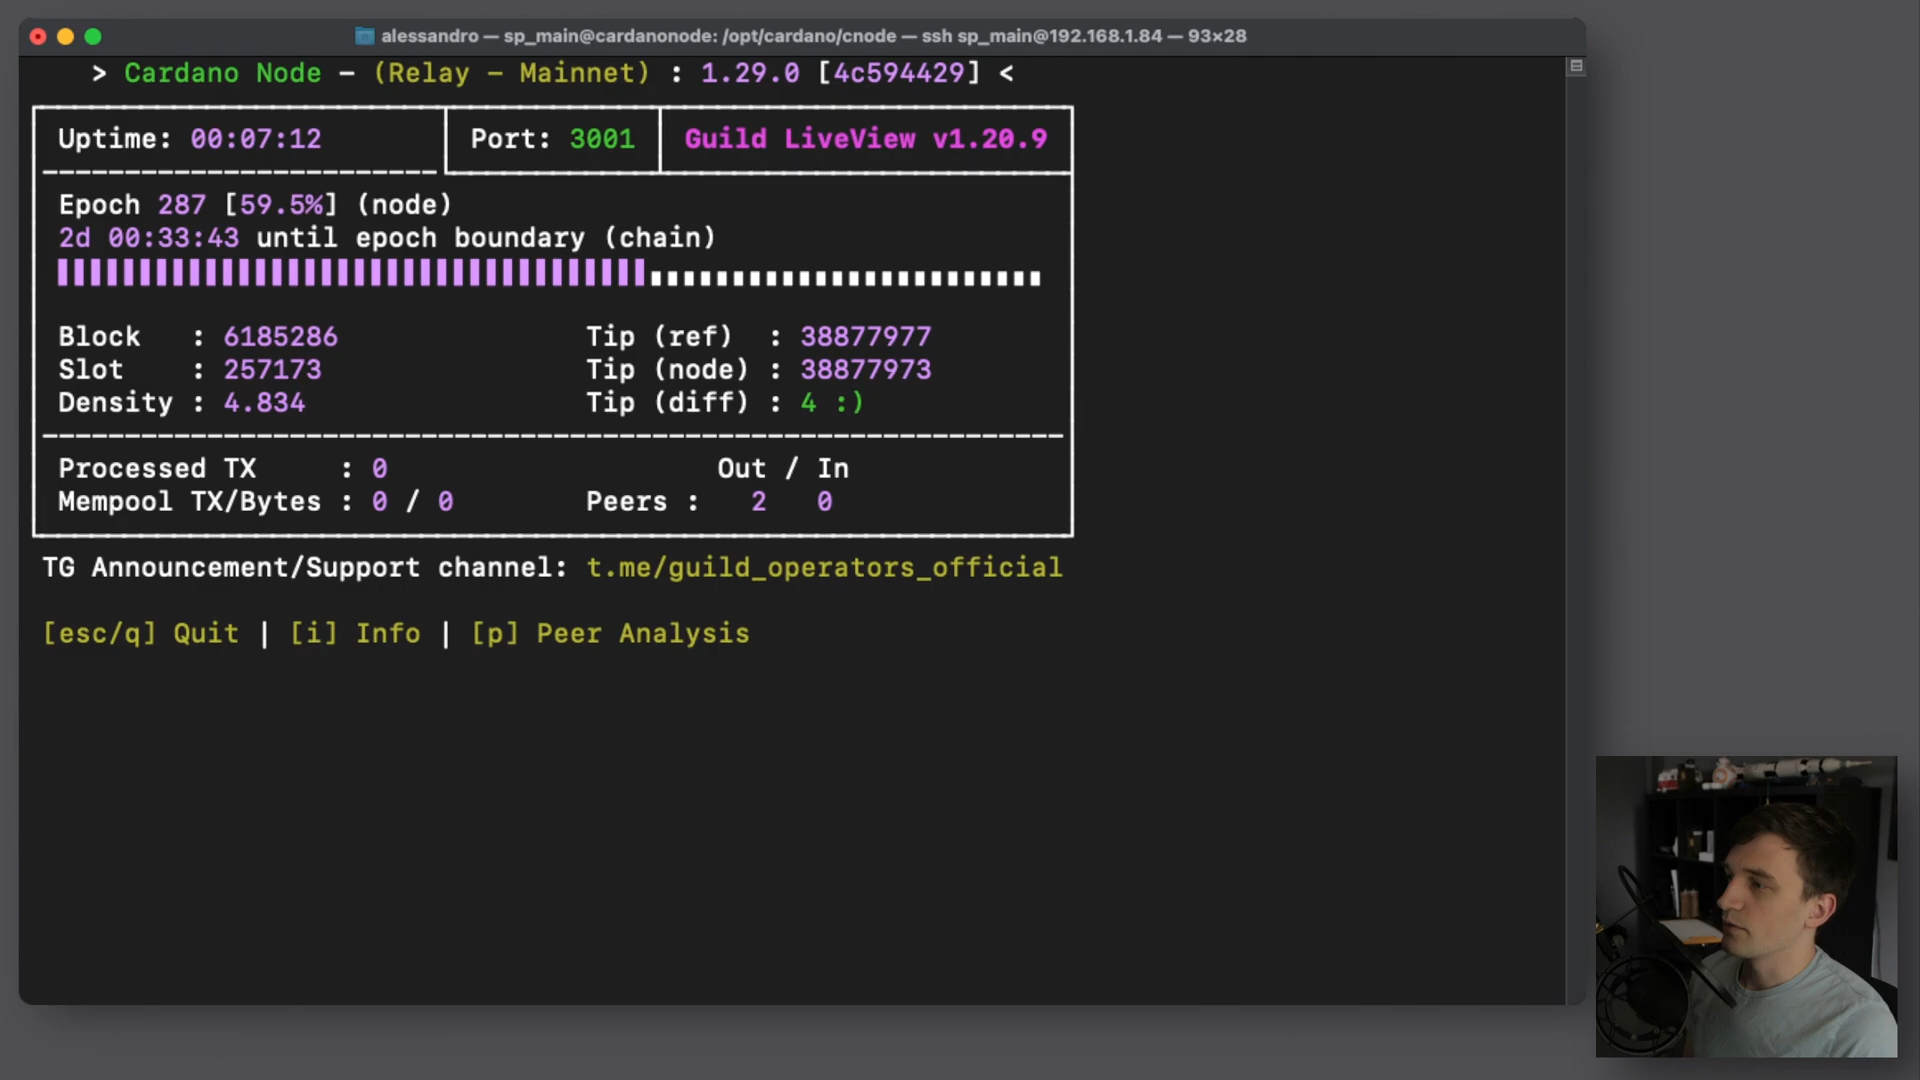 alessandro — sp_main@cardanonode: /opt/cardano/cnode — ssh sp_main@192.168.1.84 — 93×28
> Cardano Node – (Relay – Mainnet) : 1.29.0 [4c594429] <
Uptime: 00:07:12 Port: 3001 Guild LiveView v1.20.9
Epoch 287 [59.5%] (node)
2d 00:33:43 until epoch boundary (chain)
Block : 6185286 Tip (ref) : 38877977
Slot : 257173 Tip (node) : 38877973
Density : 4.834 Tip (diff) : 4 :)
Processed TX : 0 Out / In
Mempool TX/Bytes : 0 / 0 Peers : 2 0
TG Announcement/Support channel: t.me/guild_operators_official
[esc/q] Quit | [i] Info | [p] Peer Analysis